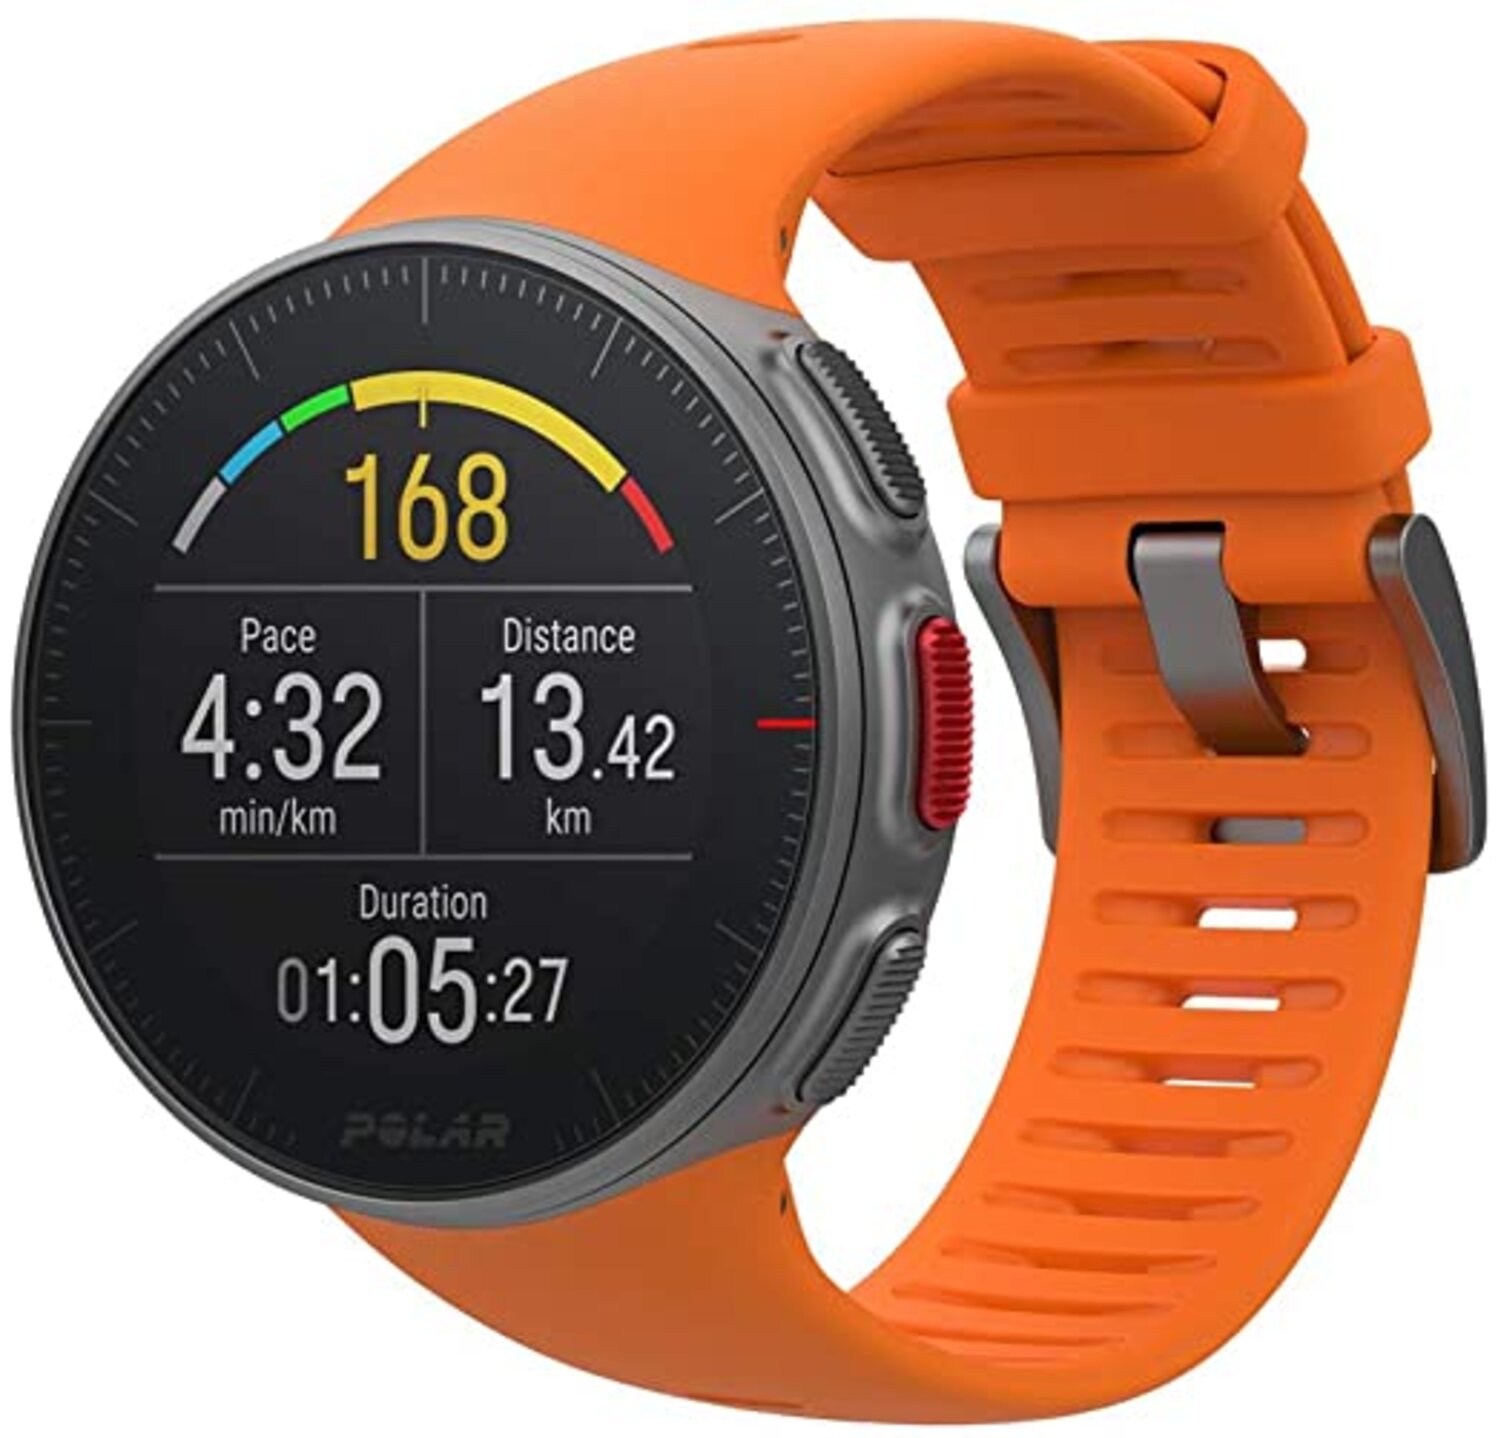 168
Pace Distance
4:32 13.42
min/km km
Duration
01:05:27
POLAR